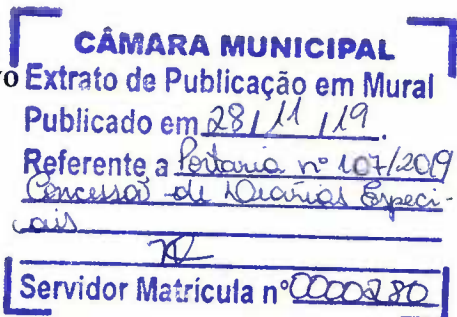 CÂMARA MUNICIPAL
vo Extrato de Publicação em Mural
Publicado em 28/11/19.
Referente a Portaria nº 107/2019
Concessão de Diárias Especi-
ais
Servidor Matrícula nº 0000280